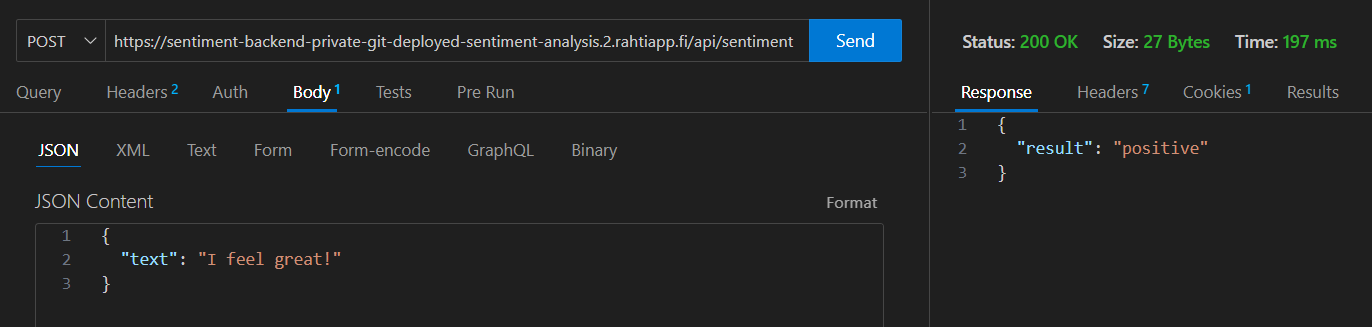 POST https://sentiment-backend-private-git-deployed-sentiment-analysis.2.rahtiapp.fi/api/sentiment Send
Query Headers 2 Auth Body 1 Tests Pre Run
JSON XML Text Form Form-encode GraphQL Binary
JSON Content Format
1 {
2 "text": "I feel great!"
3 }
Status: 200 OK Size: 27 Bytes Time: 197 ms
Response Headers 7 Cookies 1 Results
1 {
2 "result": "positive"
3 }